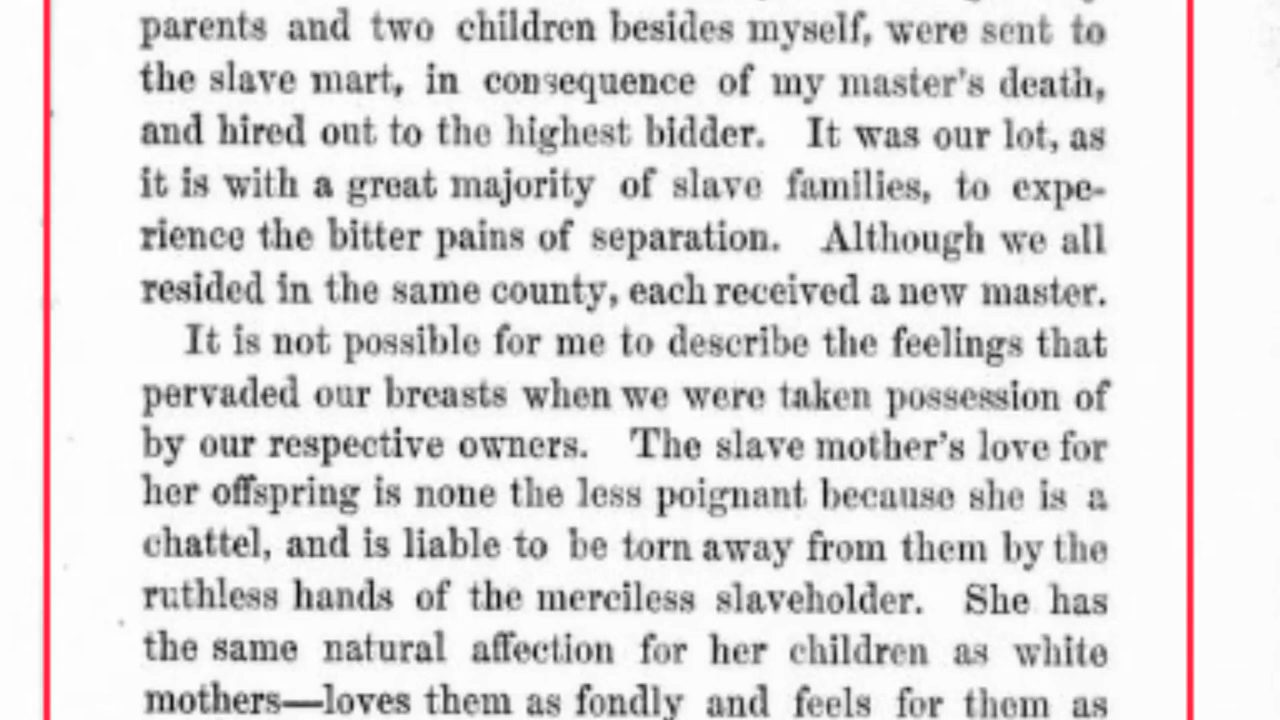 parents and two children besides myself, were sent to
the slave mart, in consequence of my master's death,
and hired out to the highest bidder. It was our lot, as
it is with a great majority of slave families, to expe-
rience the bitter pains of separation. Although we all
resided in the same county, each received a new master.
It is not possible for me to describe the feelings that
pervaded our breasts when we were taken possession of
by our respective owners. The slave mother's love for
her offspring is none the less poignant because she is a
chattel, and is liable to be torn away from them by the
ruthless hands of the merciless slaveholder. She has
the same natural affection for her children as white
mothers—loves them as fondly and feels for them as